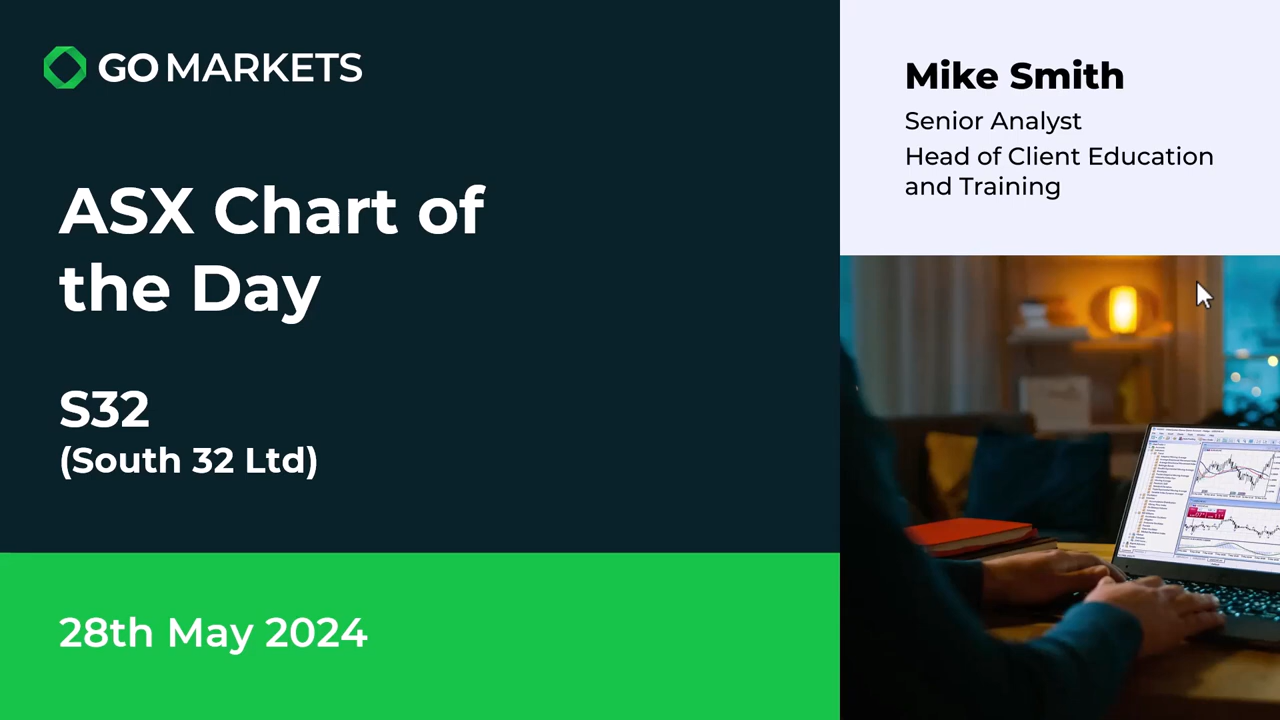 GO MARKETS
ASX Chart of
the Day
S32
(South 32 Ltd)
28th May 2024
Mike Smith
Senior Analyst
Head of Client Education
and Training